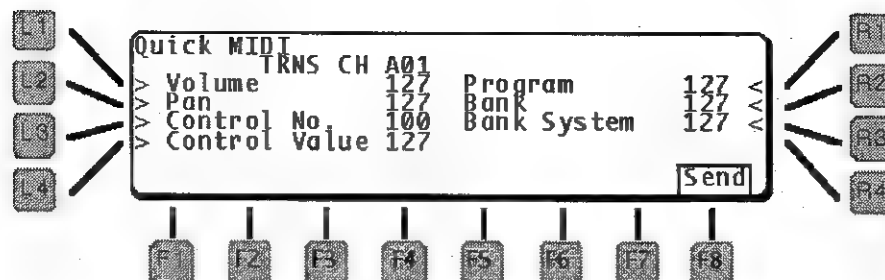 Quick MIDI
TRNS CH A01
> Volume 127 Program 127 <
> Pan 127 Bank 127 <
> Control No. 100 Bank System 127 <
> Control Value 127
Send
L1
L2
L3
L4
R1
R2
R3
R4
F1 F2 F3 F4 F5 F6 F7 F8